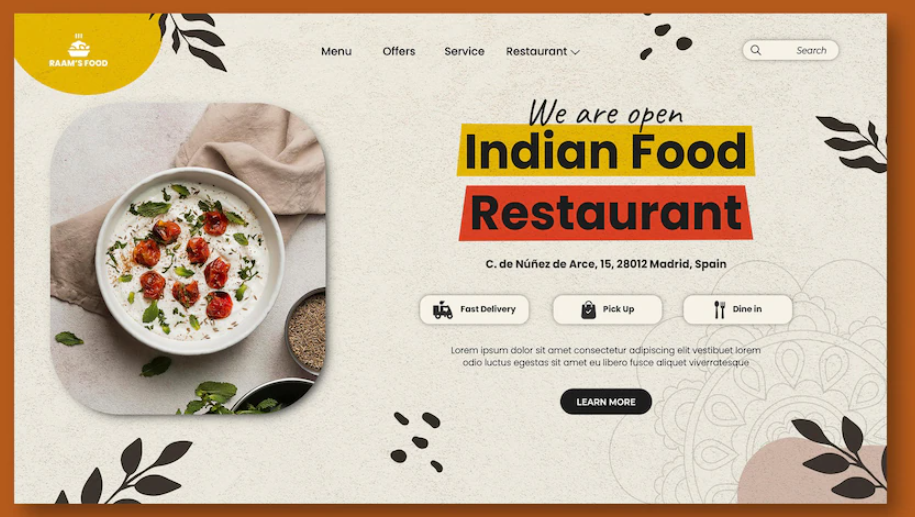 RAAM'S FOOD
Menu Offers Service Restaurant
Search
We are open
Indian Food
Restaurant
C. de Núñez de Arce, 15, 28012 Madrid, Spain
Fast Delivery Pick Up Dine in
Lorem ipsum dolor sit amet consectetur adipiscing elit vestibuet lorem
odio luctus egestas sit amet eu libero fusce aliquet viverratesque
LEARN MORE